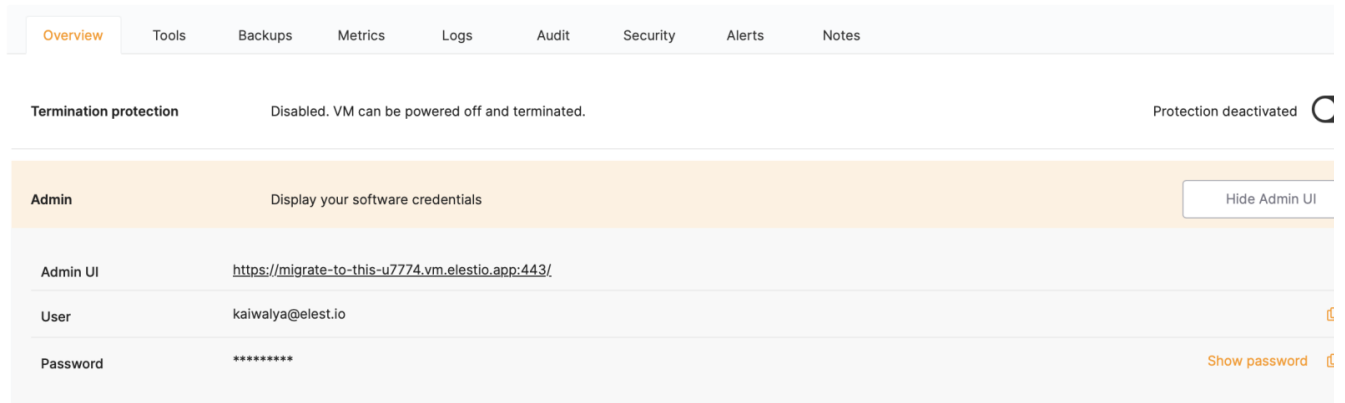 Overview Tools Backups Metrics Logs Audit Security Alerts Notes
Termination protection Disabled. VM can be powered off and terminated. Protection deactivated
Admin Display your software credentials Hide Admin UI
Admin UI https://migrate-to-this-u7774.vm.elestio.app:443/
User kaiwalya@elest.io
Password ********* Show password